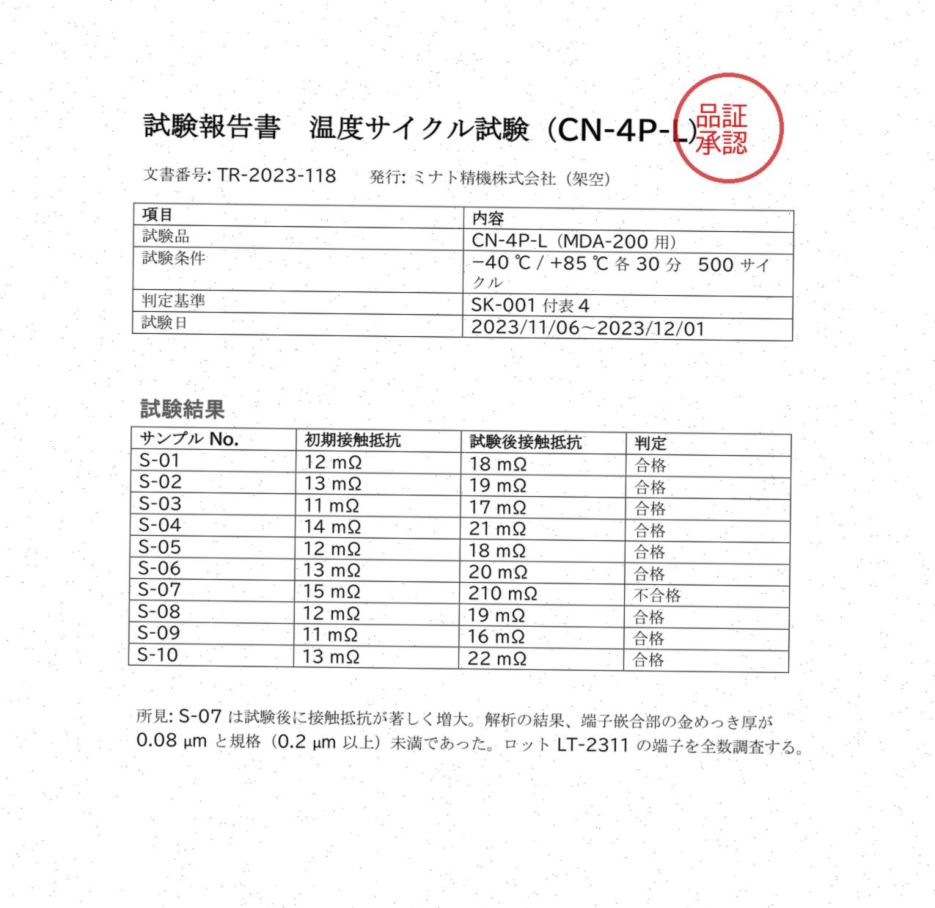 試験報告書　温度サイクル試験（CN-4P-L）
品証
承認
文書番号: TR-2023-118　　発行: ミナト精機株式会社（架空）
項目 内容
試験品 CN-4P-L（MDA-200 用）
試験条件 −40 ℃ / +85 ℃ 各 30 分　500 サイ
クル
判定基準 SK-001 付表 4
試験日 2023/11/06〜2023/12/01
試験結果
サンプル No. 初期接触抵抗 試験後接触抵抗 判定
S-01 12 mΩ 18 mΩ 合格
S-02 13 mΩ 19 mΩ 合格
S-03 11 mΩ 17 mΩ 合格
S-04 14 mΩ 21 mΩ 合格
S-05 12 mΩ 18 mΩ 合格
S-06 13 mΩ 20 mΩ 合格
S-07 15 mΩ 210 mΩ 不合格
S-08 12 mΩ 19 mΩ 合格
S-09 11 mΩ 16 mΩ 合格
S-10 13 mΩ 22 mΩ 合格
所見: S-07 は試験後に接触抵抗が著しく増大。解析の結果、端子嵌合部の金めっき厚が
0.08 μm と規格（0.2 μm 以上）未満であった。ロット LT-2311 の端子を全数調査する。